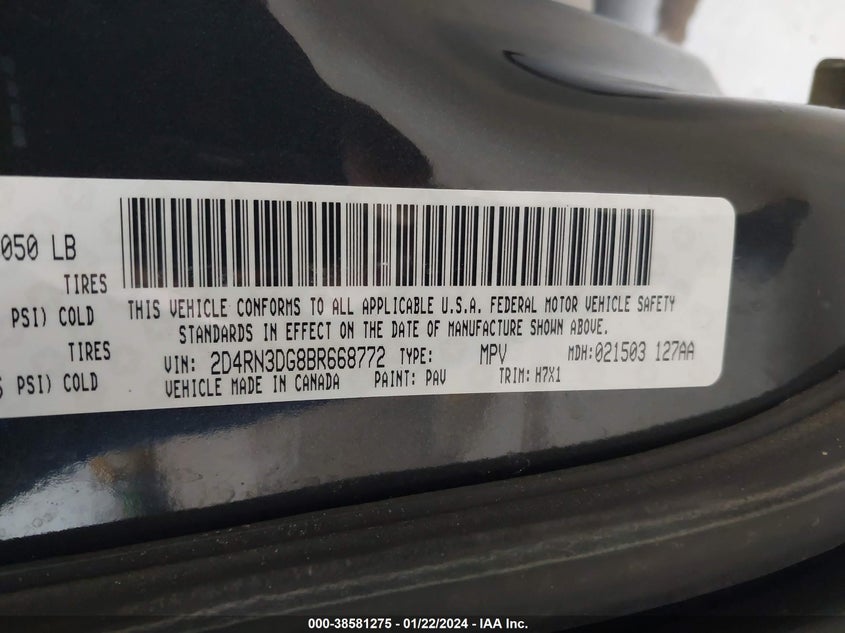 050 LB
TIRES
PSI) COLD
TIRES
PSI) COLD
THIS VEHICLE CONFORMS TO ALL APPLICABLE U.S.A. FEDERAL MOTOR VEHICLE SAFETY
STANDARDS IN EFFECT ON THE DATE OF MANUFACTURE SHOWN ABOVE.
VIN: 2D4RN3DG8BR668772 TYPE: MPV MDH:021503 127AA
VEHICLE MADE IN CANADA PAINT: PAV TRIM: H7X1
000-38581275 - 01/22/2024 - IAA Inc.